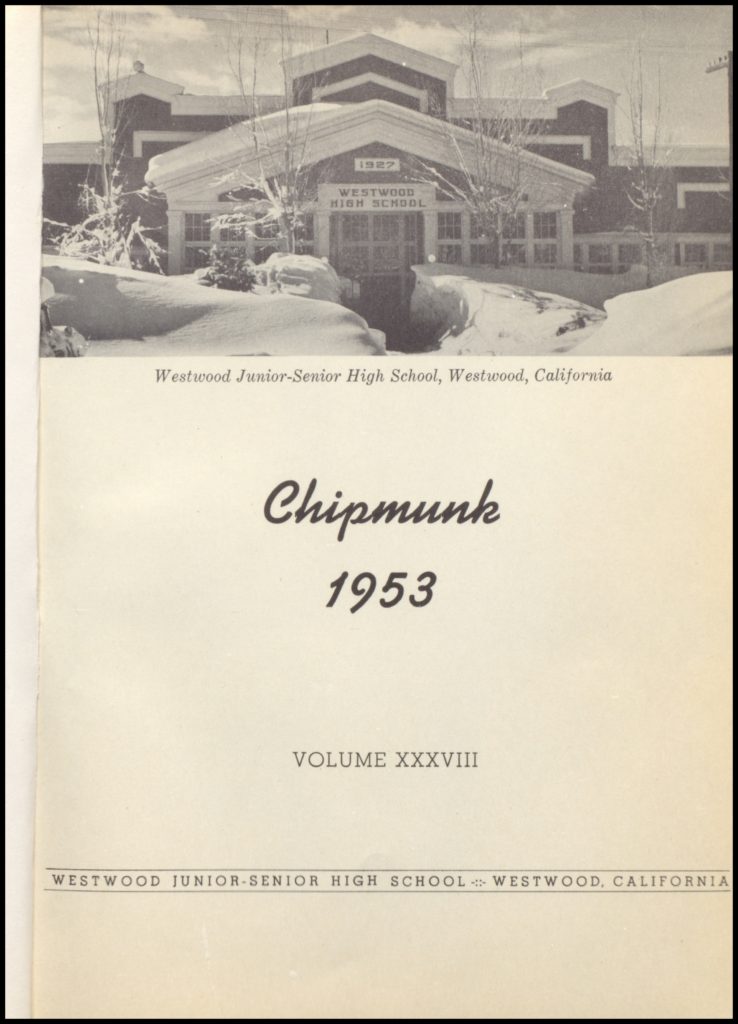 1927
WESTWOOD
HIGH SCHOOL
Westwood Junior-Senior High School, Westwood, California
Chipmunk
1953
VOLUME XXXVIII
WESTWOOD JUNIOR-SENIOR HIGH SCHOOL -::- WESTWOOD, CALIFORNIA